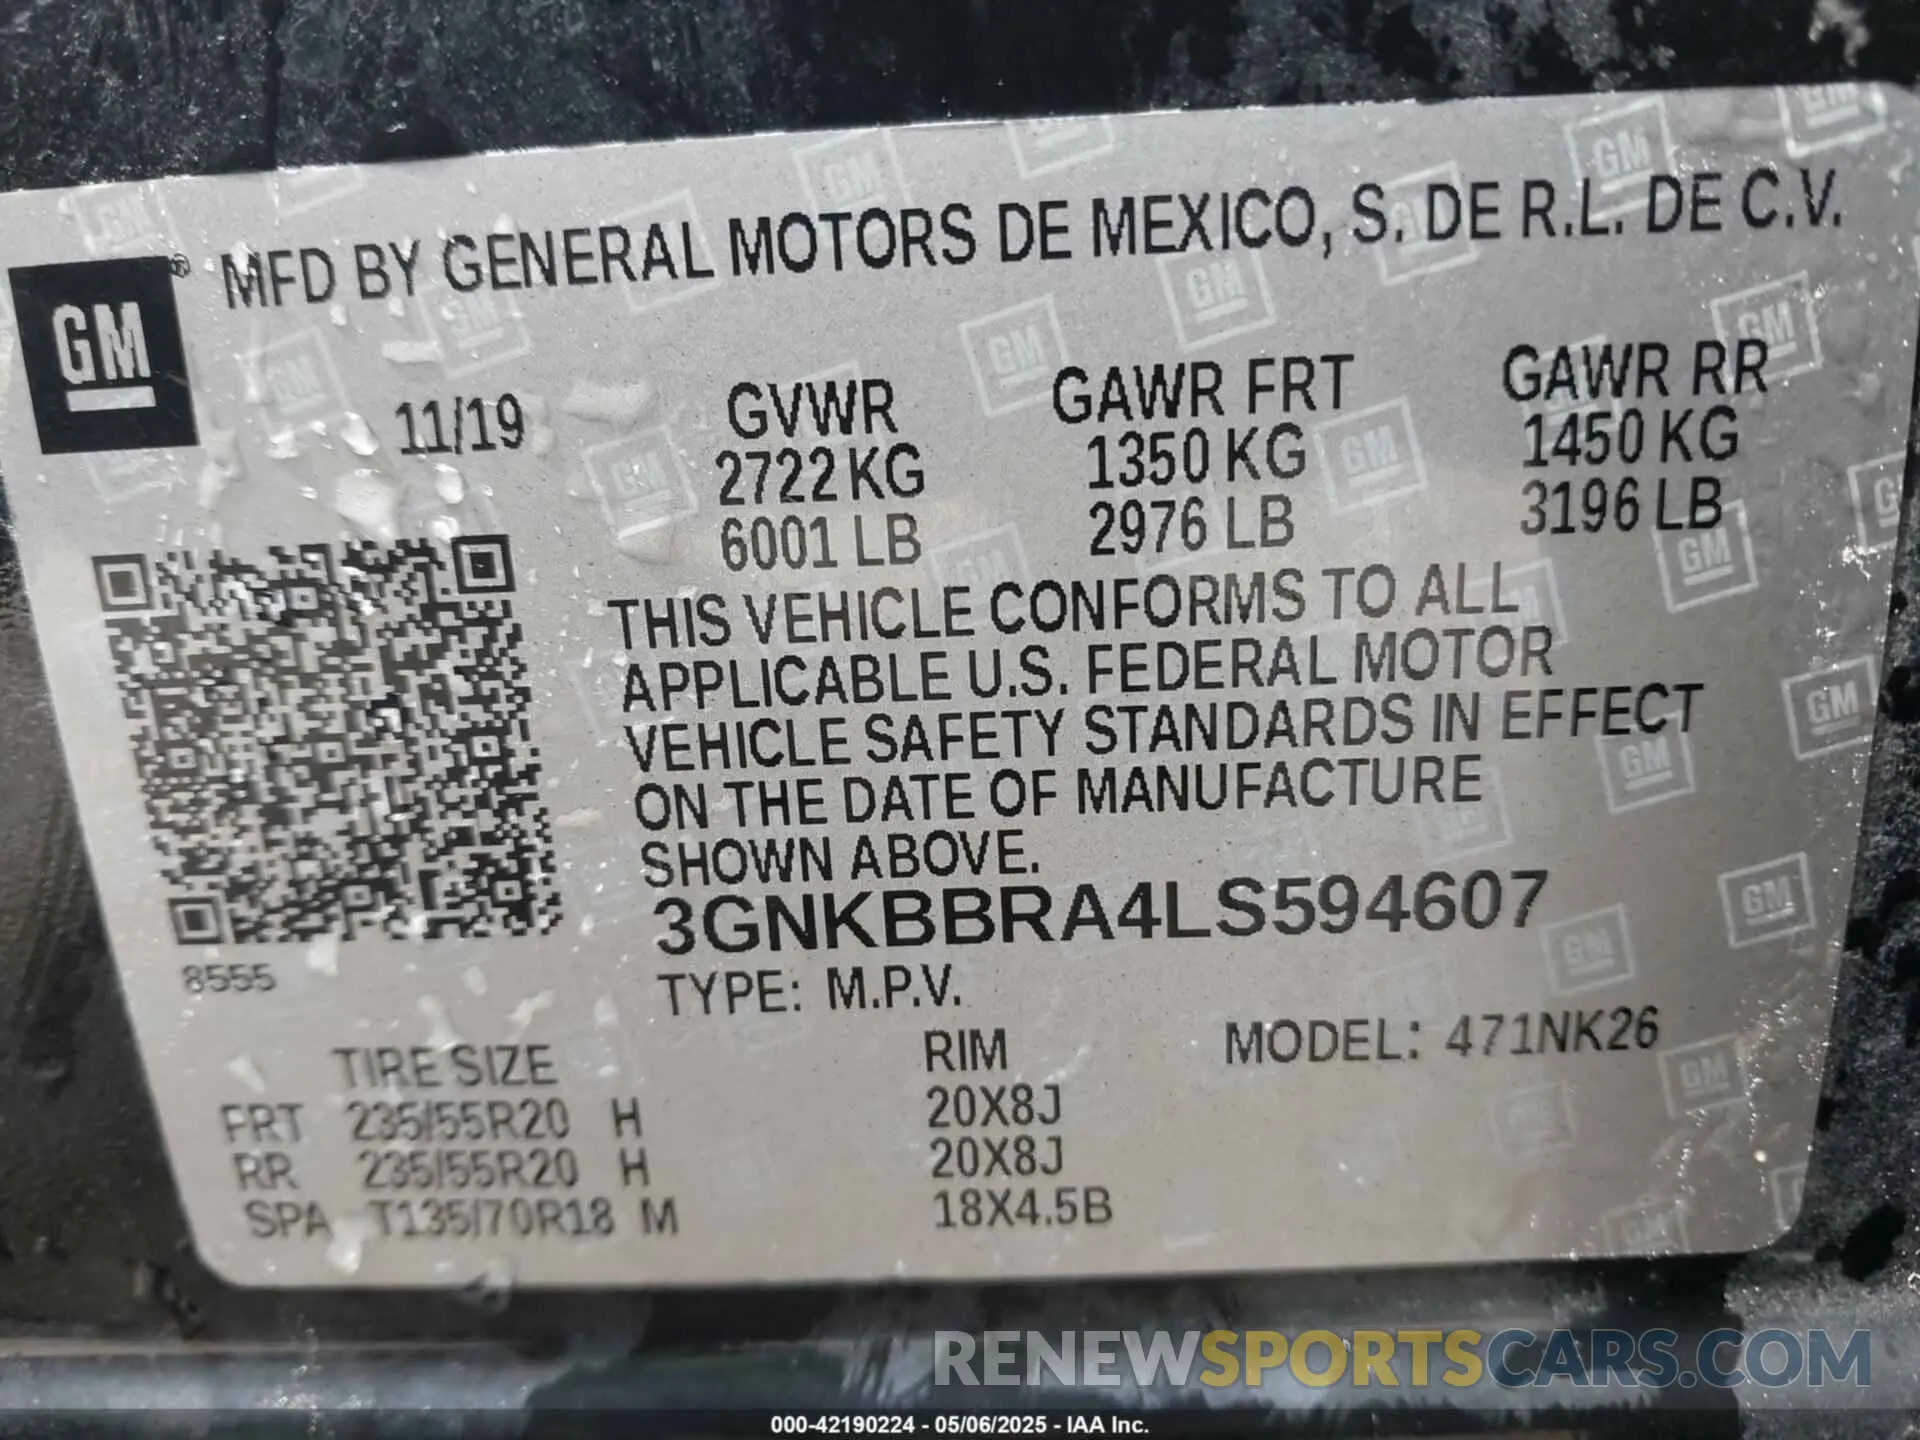 MFD BY GENERAL MOTORS DE MEXICO, S. DE R.L. DE C.V.
GM ®
11/19 GVWR GAWR FRT GAWR RR
2722 KG 1350 KG 1450 KG
6001 LB 2976 LB 3196 LB
THIS VEHICLE CONFORMS TO ALL
APPLICABLE U.S. FEDERAL MOTOR
VEHICLE SAFETY STANDARDS IN EFFECT
ON THE DATE OF MANUFACTURE
SHOWN ABOVE.
3GNKBBRA4LS594607
8555
TYPE: M.P.V.
TIRE SIZE RIM MODEL: 471NK26
FRT 235/55R20 H 20X8J
RR 235/55R20 H 20X8J
SPA T135/70R18 M 18X4.5B
RENEWSPORTSCARS.COM
000-42190224 - 05/06/2025 - IAA Inc.